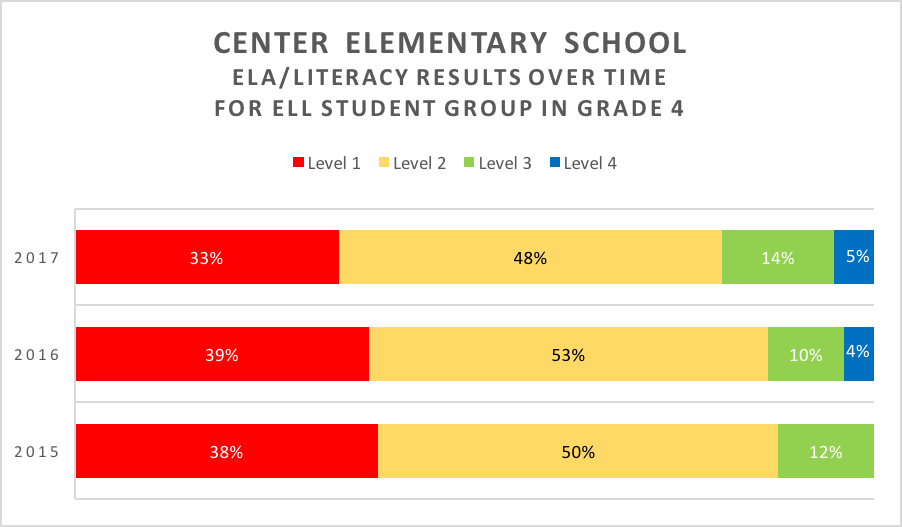 CENTER ELEMENTARY SCHOOL
ELA/LITERACY RESULTS OVER TIME
FOR ELL STUDENT GROUP IN GRADE 4
Level 1 Level 2 Level 3 Level 4
2017 33% 48% 14% 5%
2016 39% 53% 10% 4%
2015 38% 50% 12%